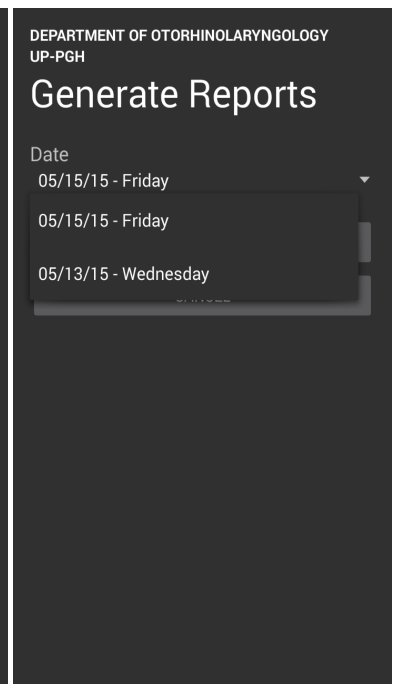 DEPARTMENT OF OTORHINOLARYNGOLOGY
UP-PGH
Generate Reports
Date
05/15/15 - Friday
05/15/15 - Friday
05/13/15 - Wednesday